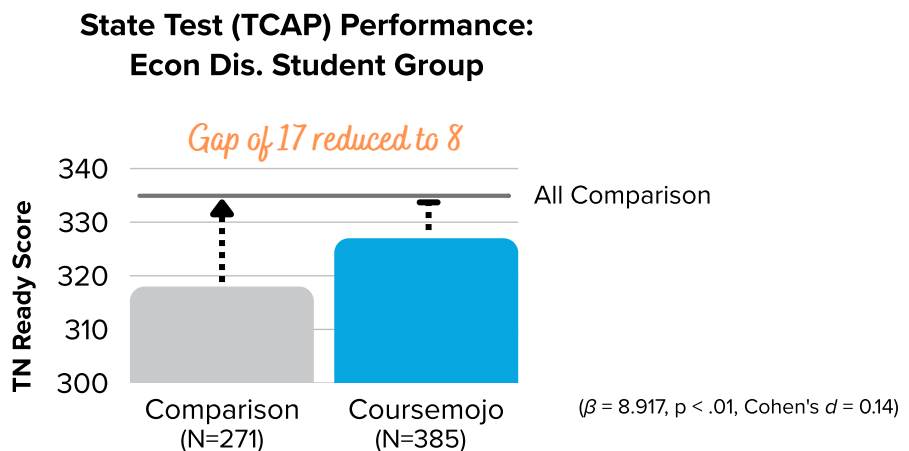 State Test (TCAP) Performance:
Econ Dis. Student Group
Gap of 17 reduced to 8
TN Ready Score
340
330
320
310
300
All Comparison
Comparison
(N=271)
Coursemojo
(N=385)
(β = 8.917, p < .01, Cohen's d = 0.14)